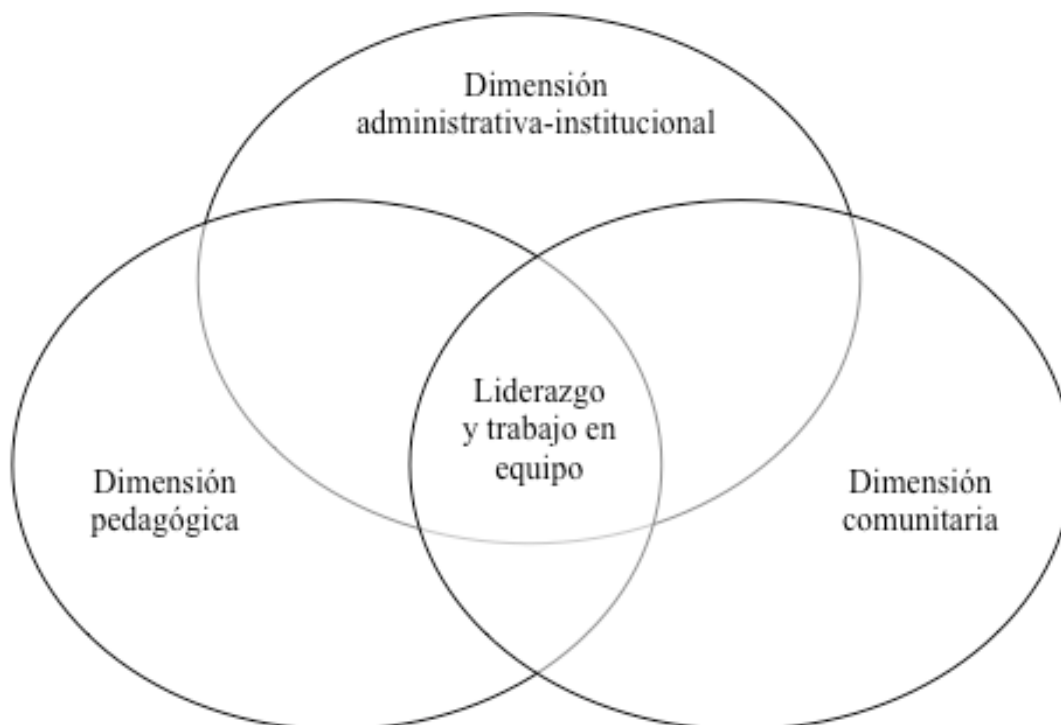 Dimensión
administrativa-institucional
Liderazgo
y trabajo en
equipo
Dimensión
pedagógica
Dimensión
comunitaria